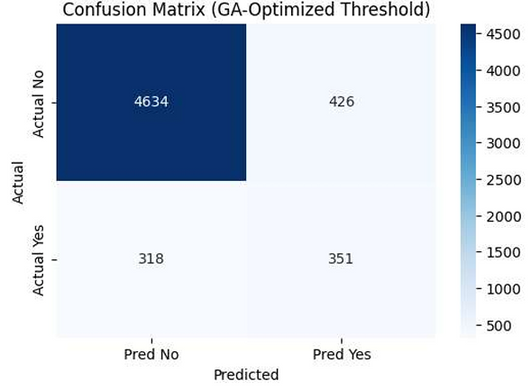 Confusion Matrix (GA-Optimized Threshold)
Actual
Actual No
4634
426
Actual Yes
318
351
Pred No
Pred Yes
Predicted
4500
4000
3500
3000
2500
2000
1500
1000
500